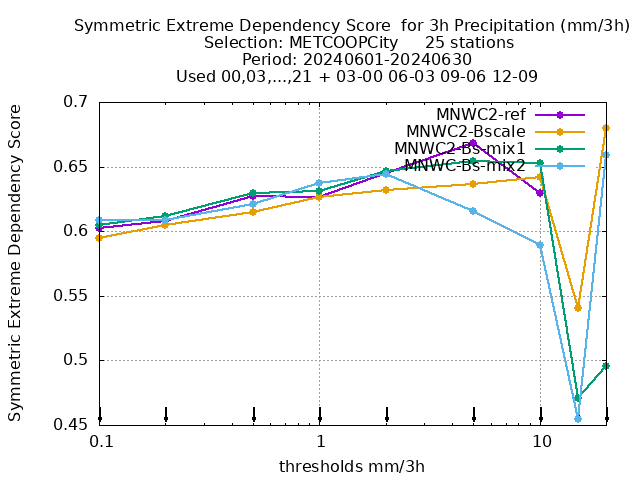 Symmetric Extreme Dependency Score  for 3h Precipitation (mm/3h)
Selection: METCOOPCity     25 stations
Period: 20240601-20240630
Used 00,03,...,21 + 03-00 06-03 09-06 12-09
Symmetric Extreme Dependency Score
0.7
0.65
0.6
0.55
0.5
0.45
MNWC2-ref
MNWC2-Bscale
MNWC2-Bs-mix1
MNWC-Bs-mix2
0.1
1
10
thresholds mm/3h